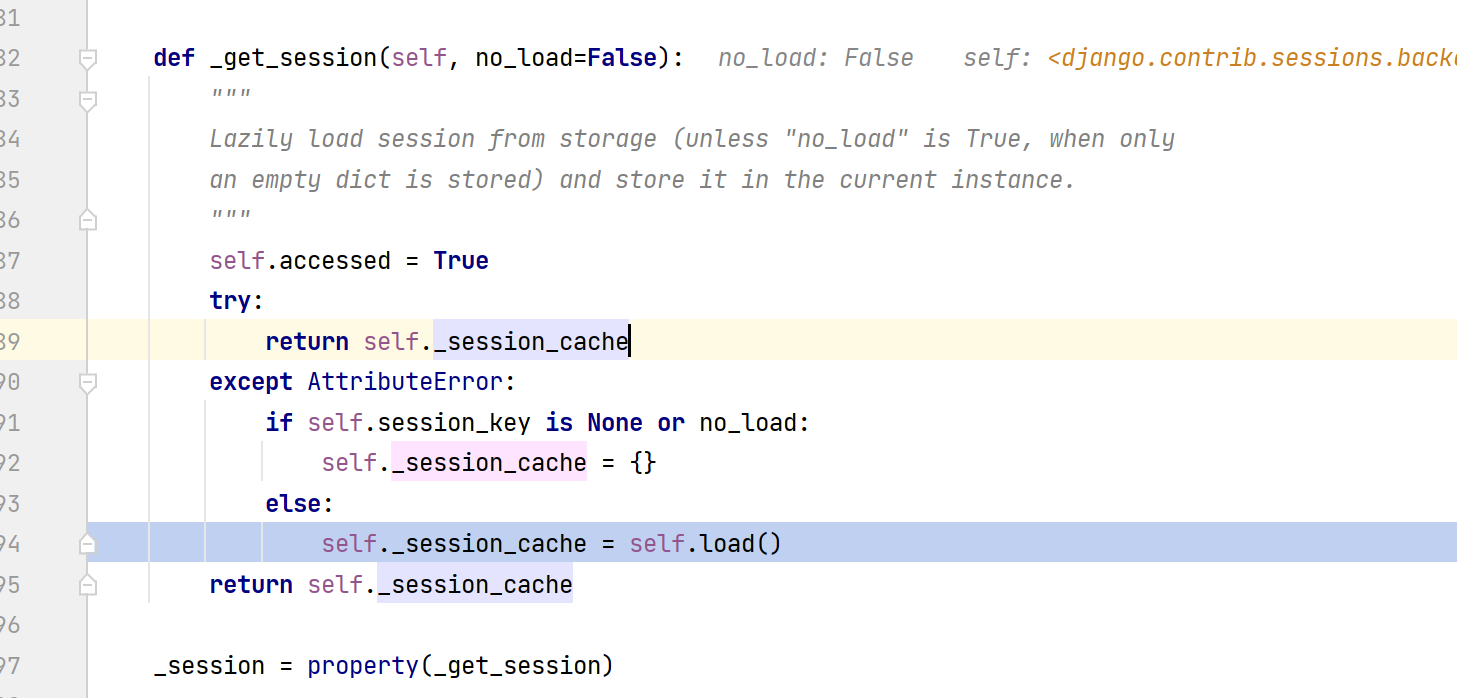 31
32 def _get_session(self, no_load=False): no_load: False self: <django.contrib.sessions.backe
33 """
34 Lazily load session from storage (unless "no_load" is True, when only
35 an empty dict is stored) and store it in the current instance.
36 """
37 self.accessed = True
38 try:
39 return self._session_cache
90 except AttributeError:
91 if self.session_key is None or no_load:
92 self._session_cache = {}
93 else:
94 self._session_cache = self.load()
95 return self._session_cache
96
97 _session = property(_get_session)